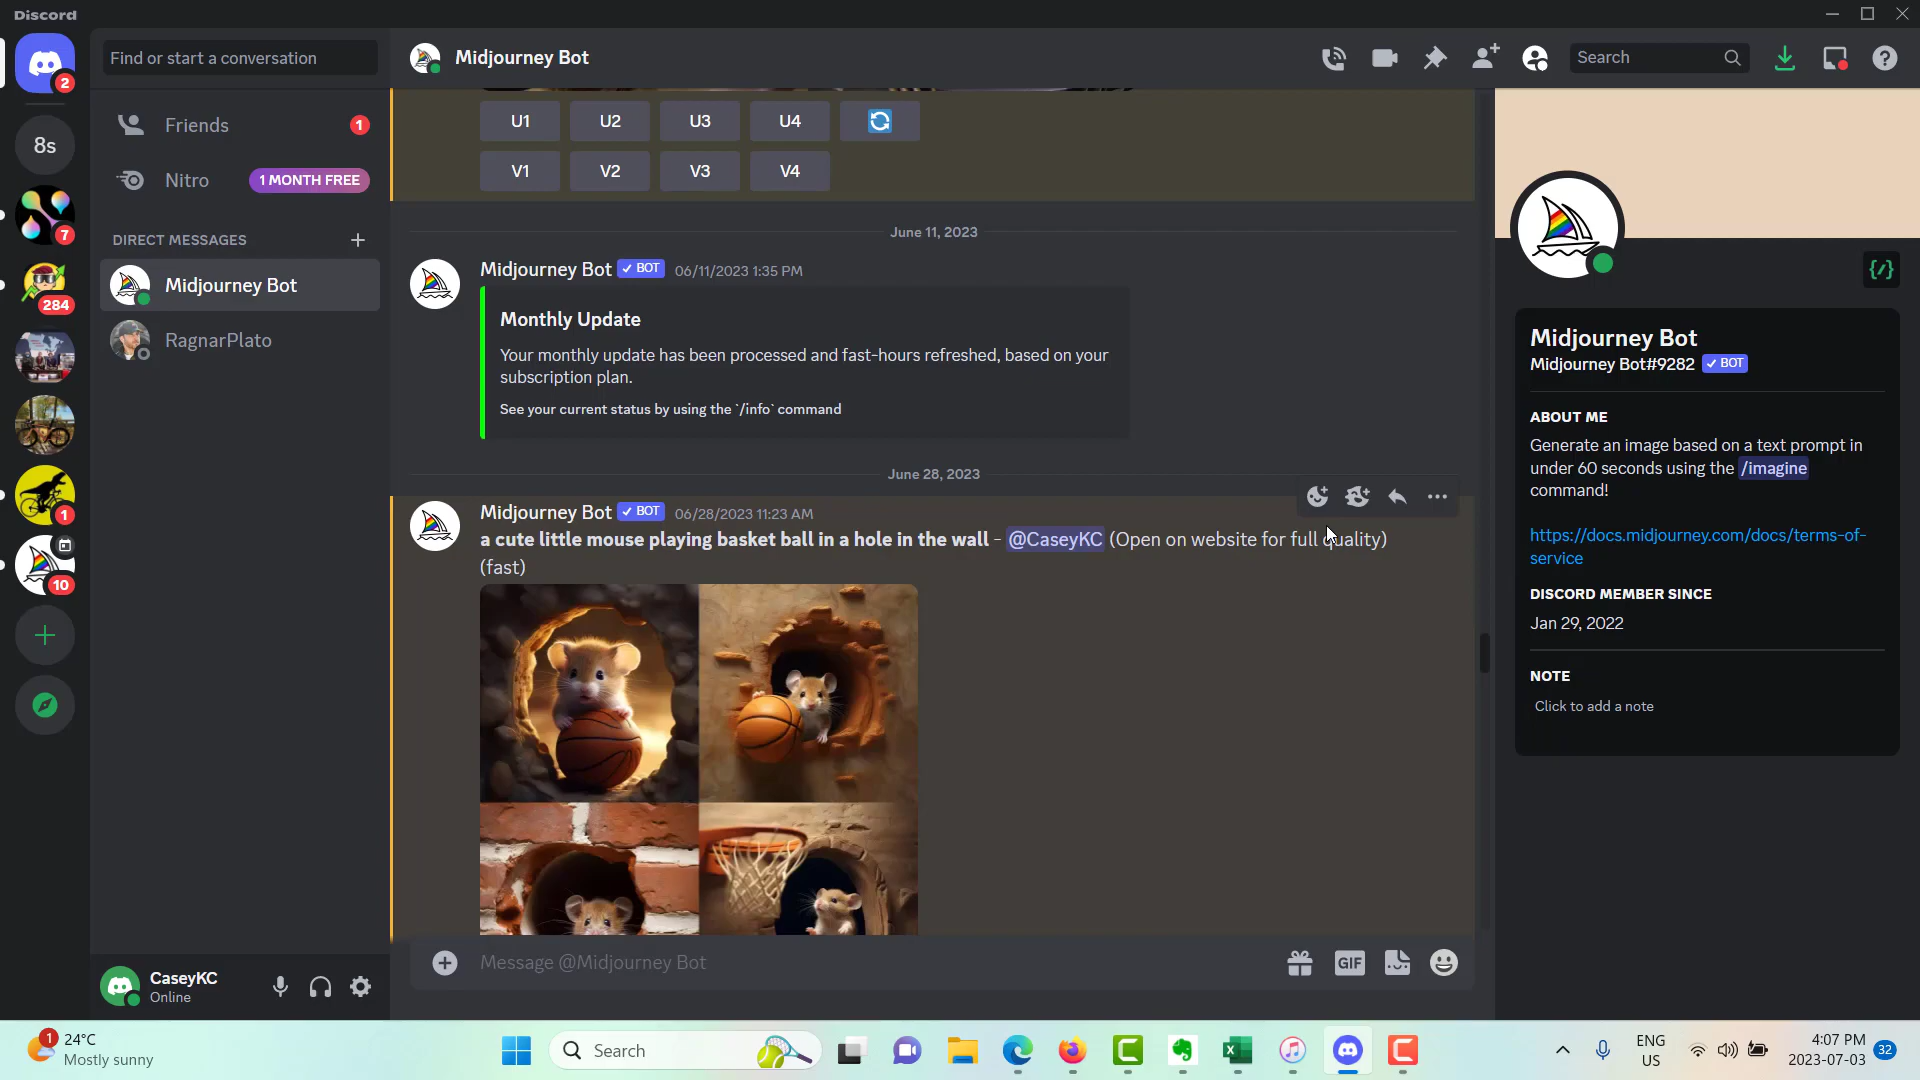 Discord
Find or start a conversation
Midjourney Bot
Search
2
Friends
1
8s
Nitro
1 MONTH FREE
7
DIRECT MESSAGES
284
Midjourney Bot
RagnarPlato
1
10
U1 U2 U3 U4
V1 V2 V3 V4
June 11, 2023
Midjourney Bot BOT 06/11/2023 1:35 PM
Monthly Update
Your monthly update has been processed and fast-hours refreshed, based on your
subscription plan.
See your current status by using the `/info` command
June 28, 2023
Midjourney Bot BOT 06/28/2023 11:23 AM
a cute little mouse playing basket ball in a hole in the wall - @CaseyKC (Open on website for full quality)
(fast)
Message @Midjourney Bot
GIF
CaseyKC
Online
{/}
Midjourney Bot
Midjourney Bot#9282 BOT
ABOUT ME
Generate an image based on a text prompt in
under 60 seconds using the /imagine
command!
https://docs.midjourney.com/docs/terms-of-
service
DISCORD MEMBER SINCE
Jan 29, 2022
NOTE
Click to add a note
1
24°C
Mostly sunny
Search
ENG
US
4:07 PM
2023-07-03
32